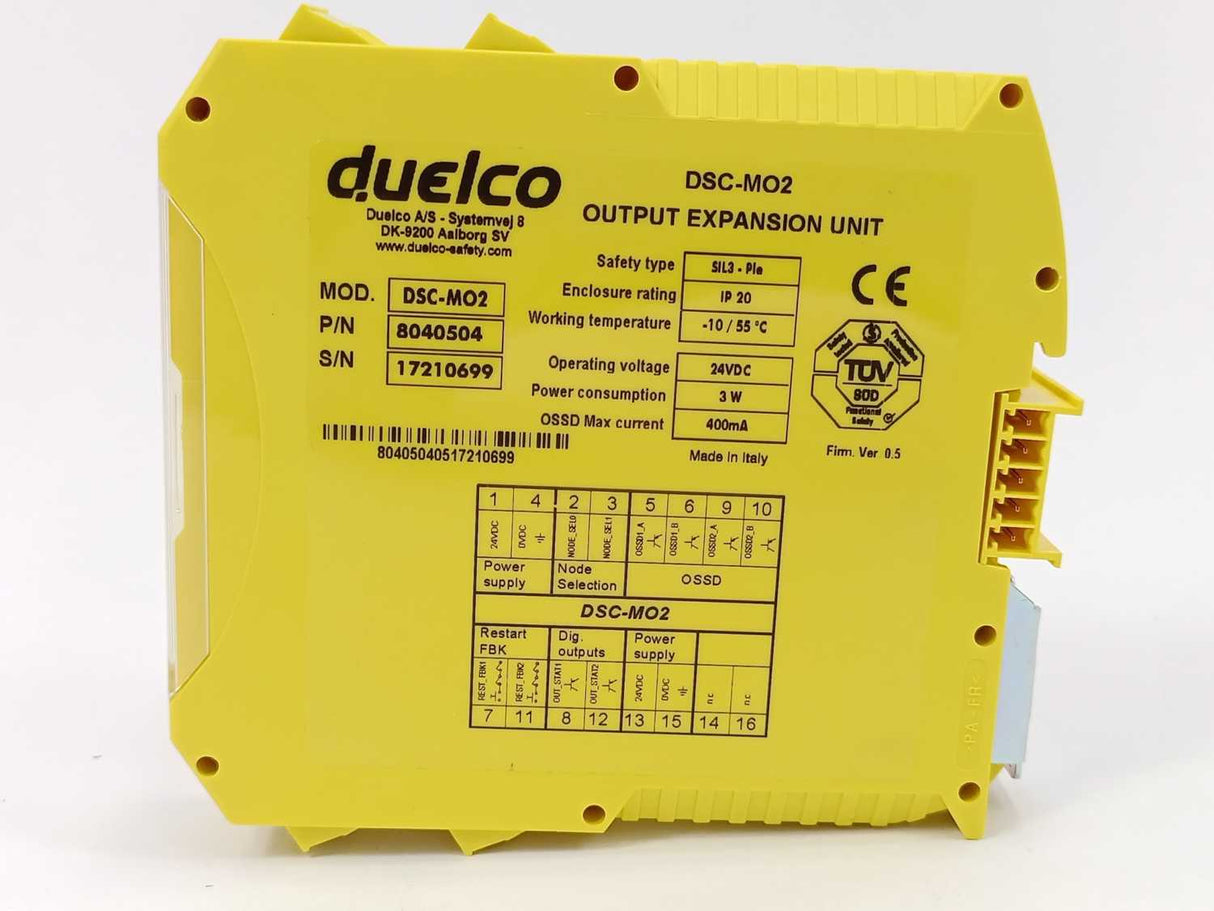 duelco
Duelco A/S - Systemvej 8
DK-9200 Aalborg SV
www.duelco-safety.com
DSC-MO2
OUTPUT EXPANSION UNIT
MOD. DSC-MO2
P/N 8040504
S/N 17210699
80405040517210699
Safety type SIL3 - Ple
Enclosure rating IP 20
Working temperature -10 / 55 °C
Operating voltage 24VDC
Power consumption 3 W
OSSD Max current 400mA
Made in Italy
CE
TÜV
SÜD
Functional
Safety
Firm. Ver 0.5
1 4 2 3 5 6 9 10
24VDC 0VDC NODE_SEL0 NODE_SEL1 OSSD1_A OSSD1_B OSSD2_A OSSD2_B
Power supply Node Selection OSSD
DSC-MO2
Restart FBK Dig. outputs Power supply
REST_FBK1 REST_FBK2 OUT_STAT1 OUT_STAT2 24VDC 0VDC n.c n.c
7 11 8 12 13 15 14 16
>PA-FR<